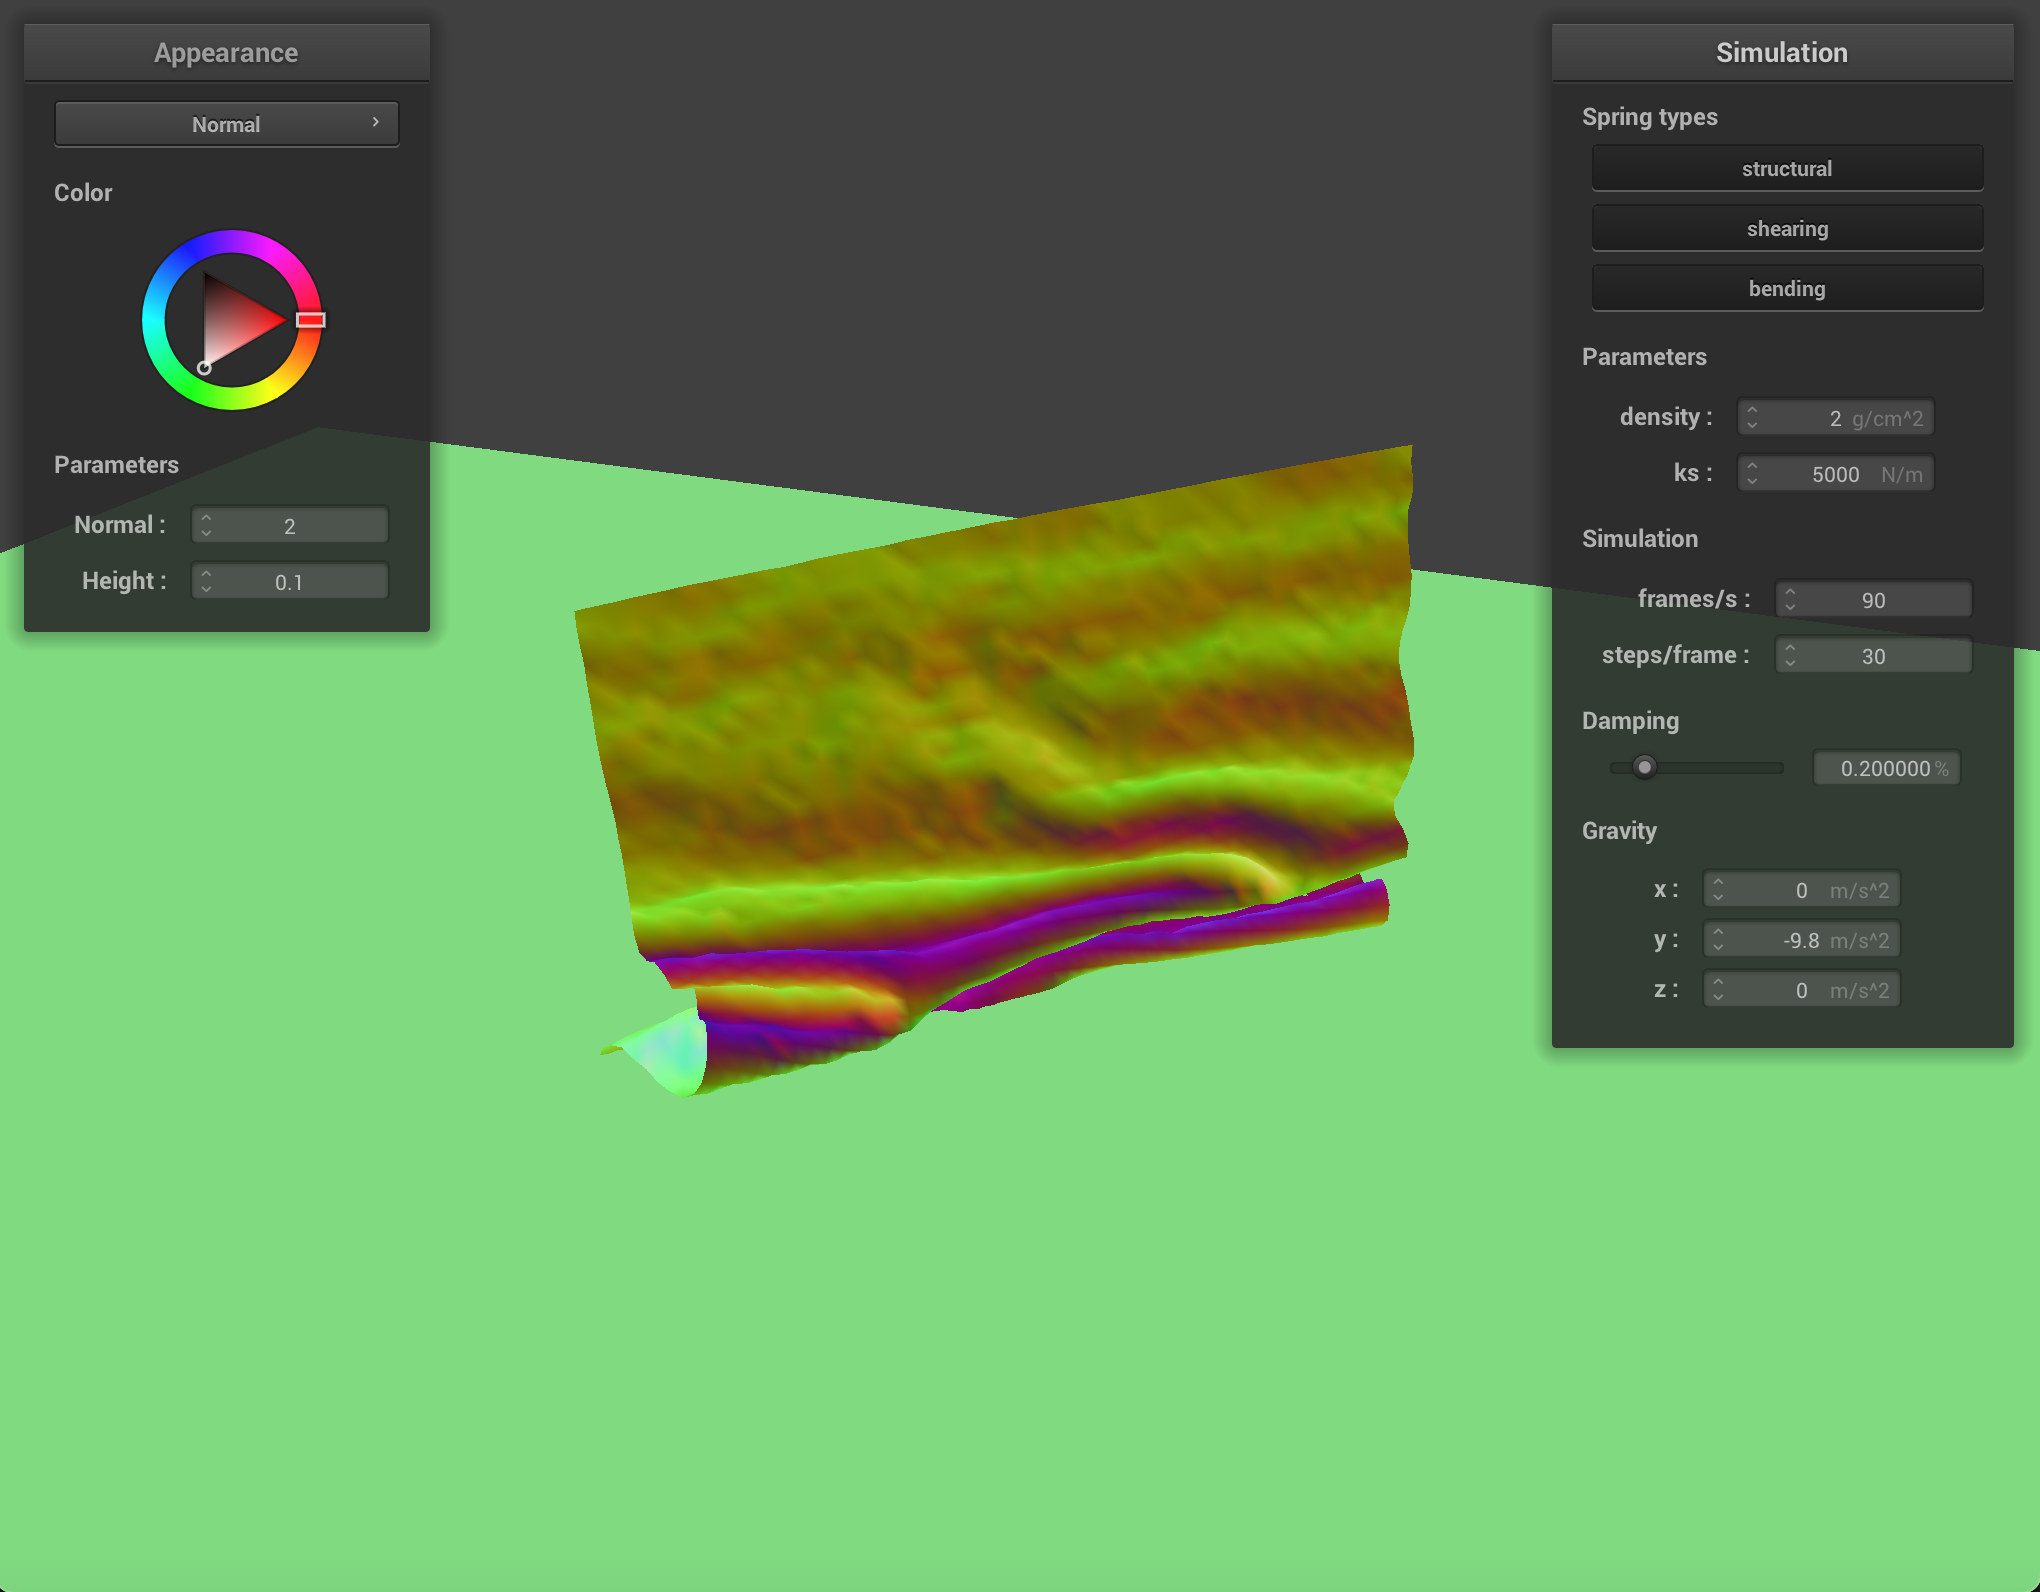 Appearance
Normal
Color
Parameters
Normal : 2
Height : 0.1
Simulation
Spring types
structural
shearing
bending
Parameters
density : 2 g/cm^2
ks : 5000 N/m
Simulation
frames/s : 90
steps/frame : 30
Damping
0.200000 %
Gravity
x : 0 m/s^2
y : -9.8 m/s^2
z : 0 m/s^2